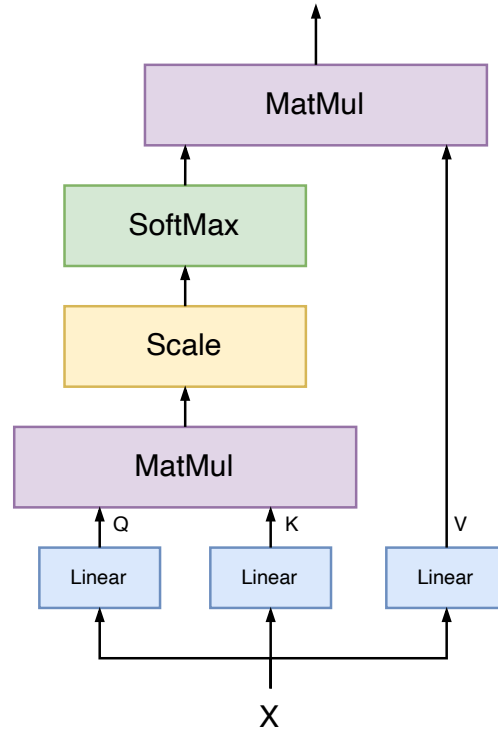 MatMul
SoftMax
Scale
MatMul
Q K V
Linear Linear Linear
X